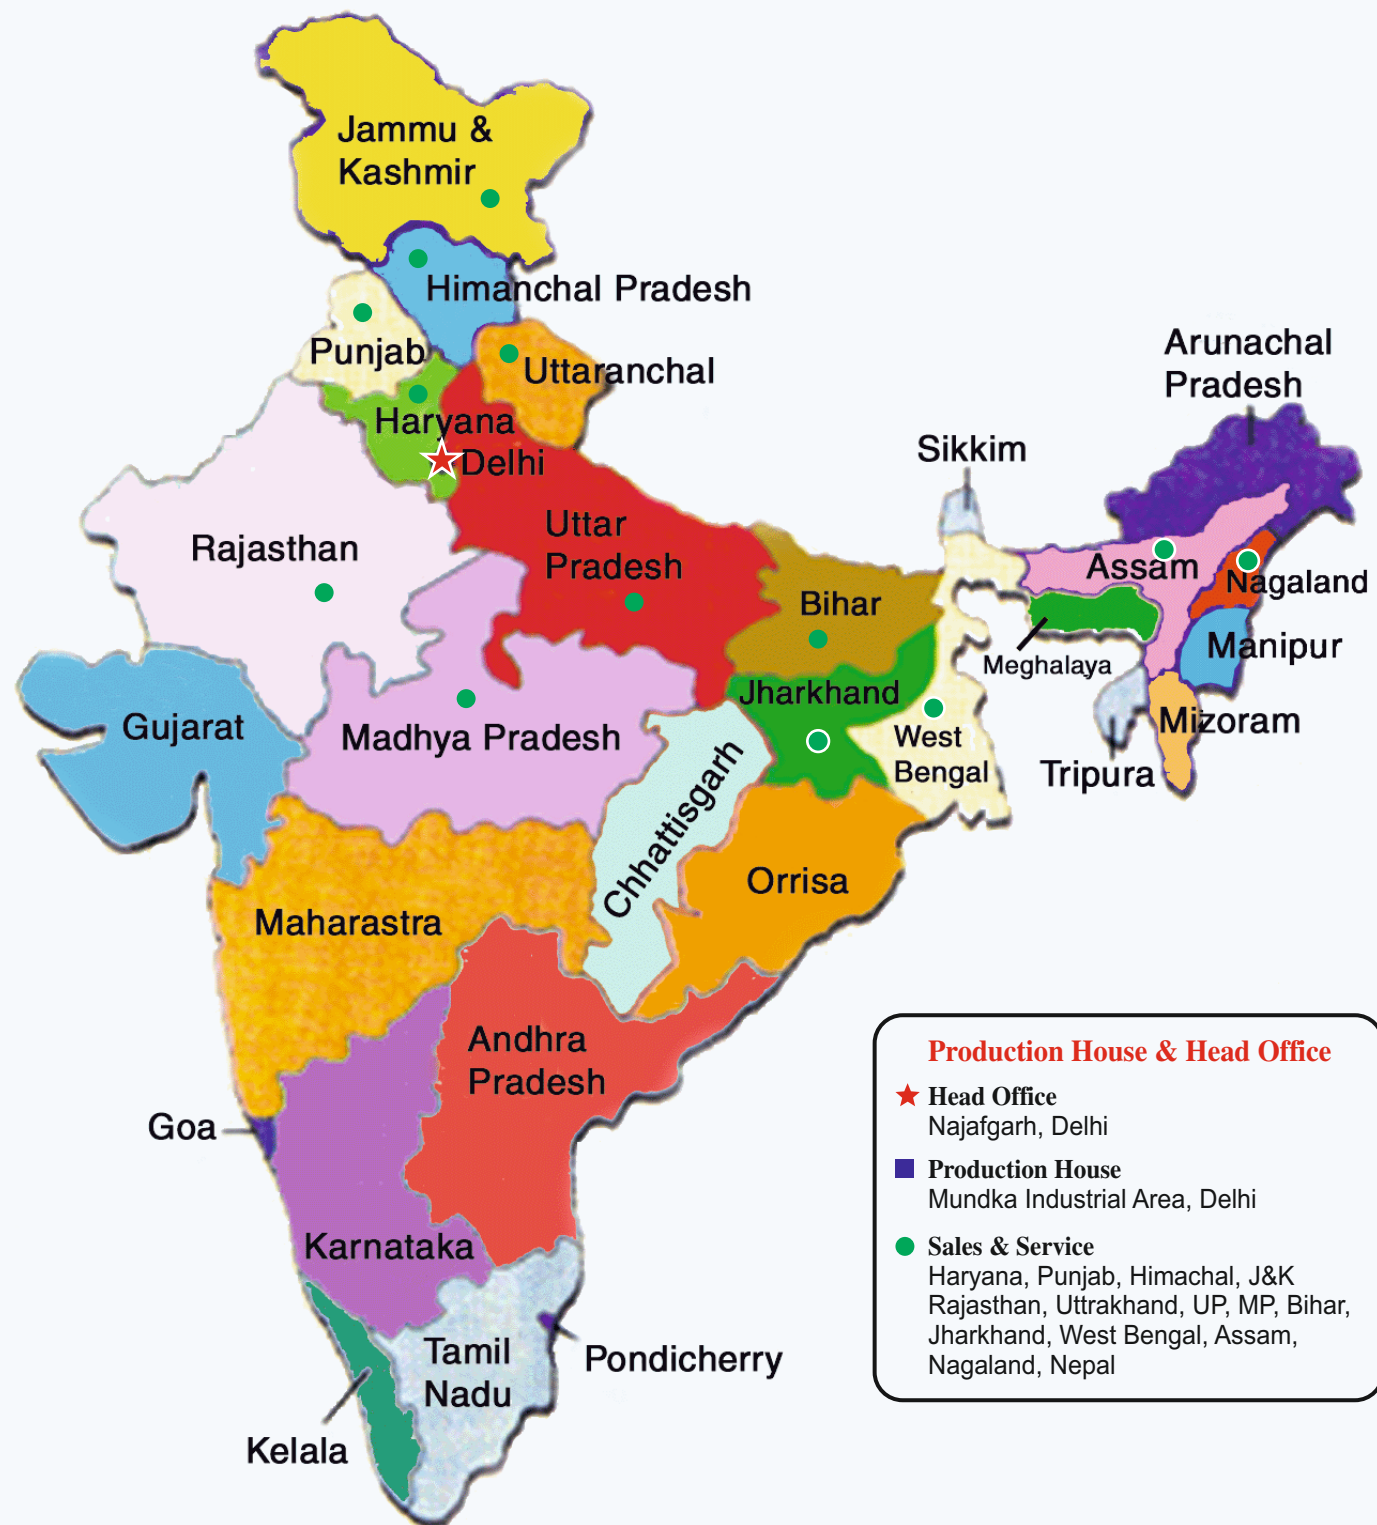 Jammu &
Kashmir
Himanchal Pradesh
Punjab
Uttaranchal
Haryana
Delhi
Arunachal
Pradesh
Sikkim
Rajasthan
Uttar
Pradesh
Bihar
Assam
Nagaland
Meghalaya
Manipur
Jharkhand
Gujarat
Madhya Pradesh
West
Bengal
Mizoram
Tripura
Chhattisgarh
Orrisa
Maharastra
Andhra
Pradesh
Goa
Karnataka
Tamil
Nadu
Pondicherry
Kelala
Production House & Head Office
Head Office
Najafgarh, Delhi
Production House
Mundka Industrial Area, Delhi
Sales & Service
Haryana, Punjab, Himachal, J&K
Rajasthan, Uttrakhand, UP, MP, Bihar,
Jharkhand, West Bengal, Assam,
Nagaland, Nepal